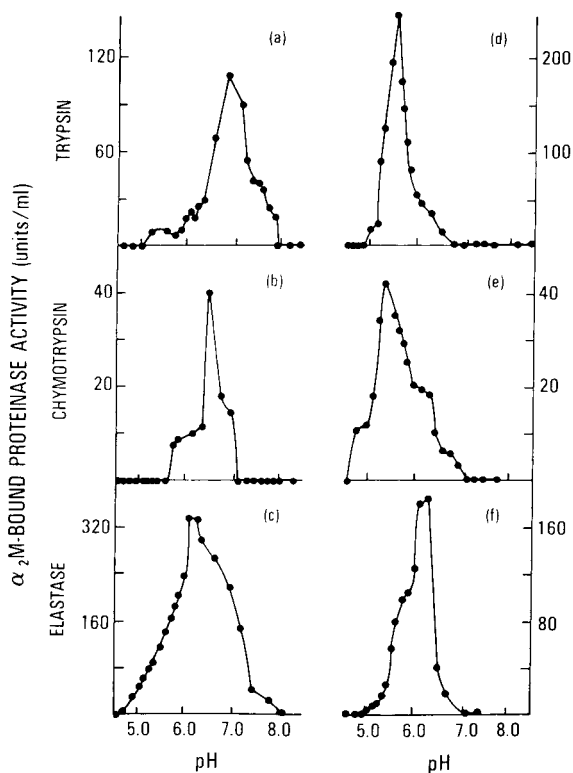 α₂M-BOUND PROTEINASE ACTIVITY (units/ml)
TRYPSIN
120
60
(a)
(d)
200
100
CHYMOTRYPSIN
40
20
(b)
(e)
40
20
ELASTASE
320
160
(c)
(f)
160
80
5.0 6.0 7.0 8.0
5.0 6.0 7.0 8.0
pH
pH